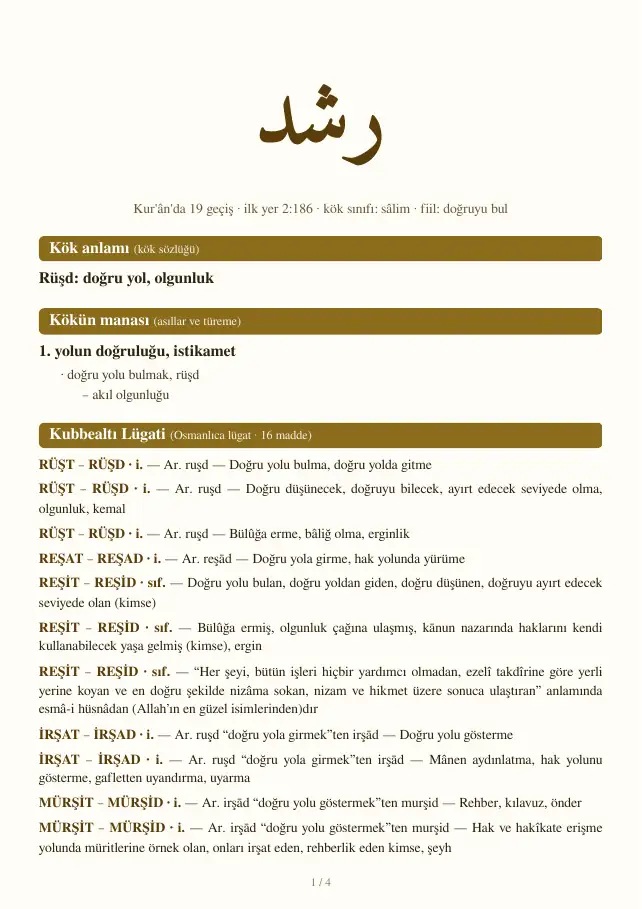 رشد
Kur'ân'da 19 geçiş · ilk yer 2:186 · kök sınıfı: sâlim · fiil: doğruyu bul
Kök anlamı (kök sözlüğü)
Rüşd: doğru yol, olgunluk
Kökün manası (asıllar ve türeme)
1. yolun doğruluğu, istikamet
· doğru yolu bulmak, rüşd
– akıl olgunluğu
Kubbealtı Lügati (Osmanlıca lügat · 16 madde)
RÜŞT – RÜŞD · i. — Ar. ruşd — Doğru yolu bulma, doğru yolda gitme
RÜŞT – RÜŞD · i. — Ar. ruşd — Doğru düşünecek, doğruyu bilecek, ayırt edecek seviyede olma,
olgunluk, kemal
RÜŞT – RÜŞD · i. — Ar. ruşd — Bülûğa erme, bâliğ olma, erginlik
REŞAT – REŞAD · i. — Ar. reşād — Doğru yola girme, hak yolunda yürüme
REŞİT – REŞİD · sıf. — Doğru yolu bulan, doğru yoldan giden, doğru düşünen, doğruyu ayırt edecek
seviyede olan (kimse)
REŞİT – REŞİD · sıf. — Bülûğa ermiş, olgunluk çağına ulaşmış, kānun nazarında haklarını kendi
kullanabilecek yaşa gelmiş (kimse), ergin
REŞİT – REŞİD · sıf. — “Her şeyi, bütün işleri hiçbir yardımcı olmadan, ezelî takdîrine göre yerli
yerine koyan ve en doğru şekilde nizâma sokan, nizam ve hikmet üzere sonuca ulaştıran” anlamında
esmâ-i hüsnâdan (Allah’ın en güzel isimlerinden)dır
İRŞAT – İRŞAD · i. — Ar. ruşd “doğru yola girmek”ten irşād — Doğru yolu gösterme
İRŞAT – İRŞAD · i. — Ar. ruşd “doğru yola girmek”ten irşād — Mânen aydınlatma, hak yolunu
gösterme, gafletten uyandırma, uyarma
MÜRŞİT – MÜRŞİD · i. — Ar. irşād “doğru yolu göstermek”ten murşid — Rehber, kılavuz, önder
MÜRŞİT – MÜRŞİD · i. — Ar. irşād “doğru yolu göstermek”ten murşid — Hak ve hakîkate erişme
yolunda müritlerine örnek olan, onları irşat eden, rehberlik eden kimse, şeyh
1 / 4